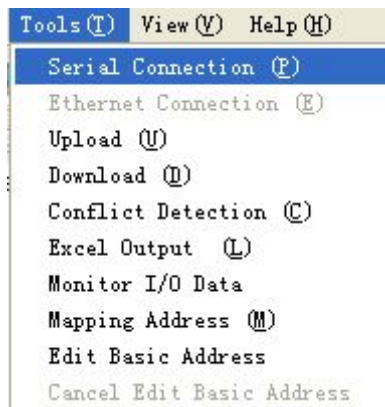 Tools(T) View(V) Help(H)
Serial Connection (P)
Ethernet Connection (E)
Upload (U)
Download (D)
Conflict Detection (C)
Excel Output (L)
Monitor I/O Data
Mapping Address (M)
Edit Basic Address
Cancel Edit Basic Address